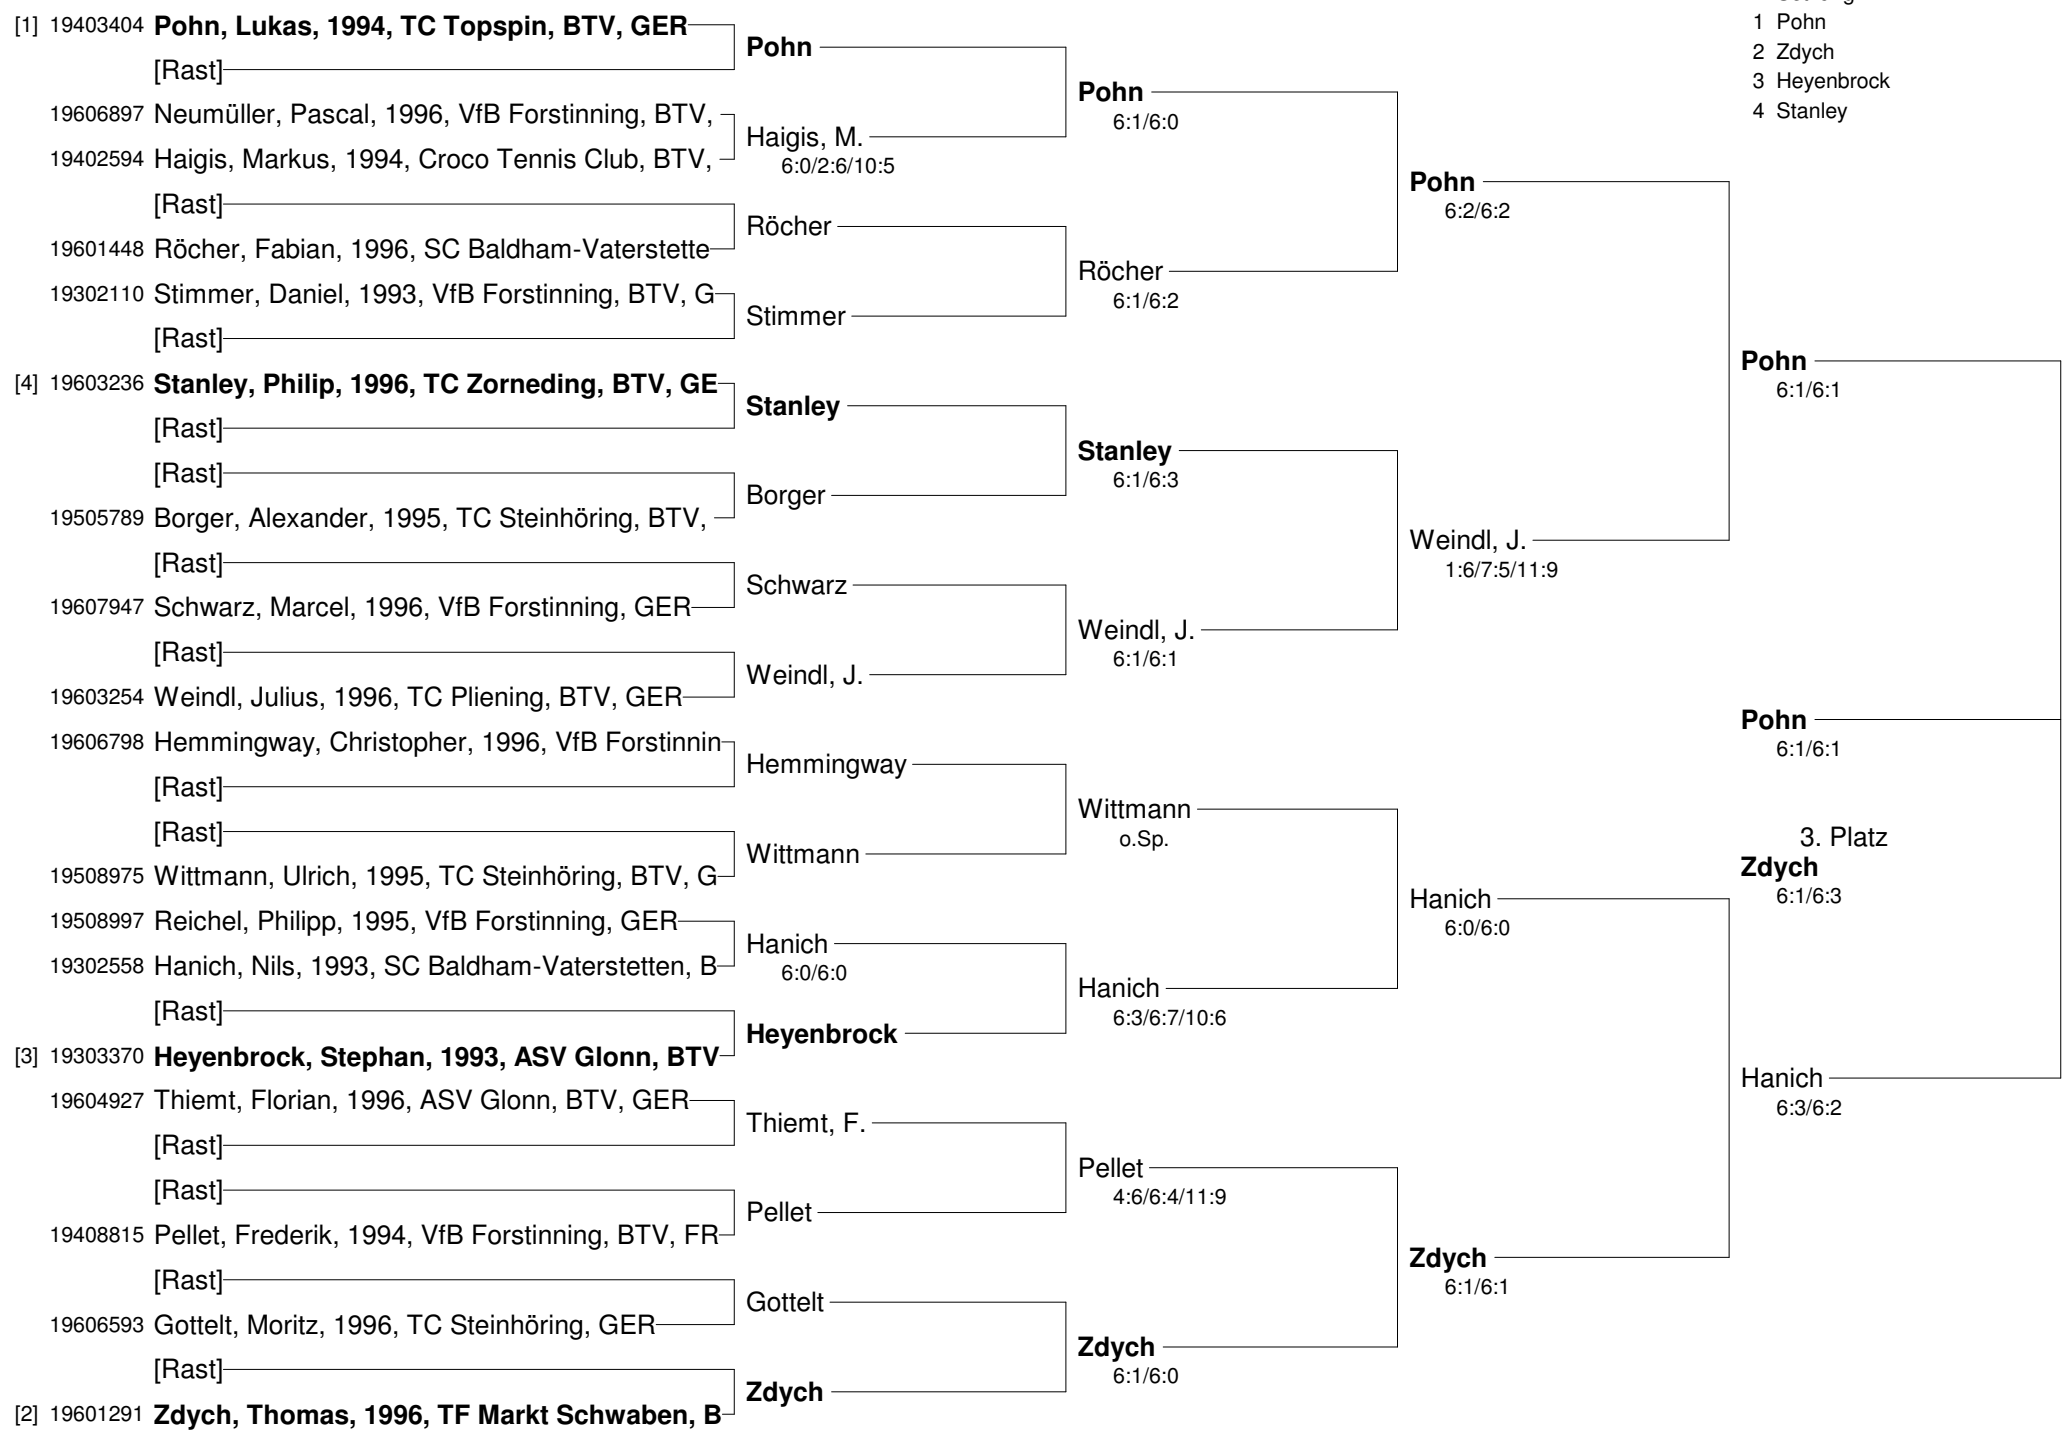 [1] 19403404 Pohn, Lukas, 1994, TC Topspin, BTV, GER
[Rast]
19606897 Neumüller, Pascal, 1996, VfB Forstinning, BTV,
19402594 Haigis, Markus, 1994, Croco Tennis Club, BTV,
[Rast]
19601448 Röcher, Fabian, 1996, SC Baldham-Vaterstette
19302110 Stimmer, Daniel, 1993, VfB Forstinning, BTV, G
[Rast]
[4] 19603236 Stanley, Philip, 1996, TC Zorneding, BTV, GE
[Rast]
[Rast]
19505789 Borger, Alexander, 1995, TC Steinhöring, BTV,
[Rast]
19607947 Schwarz, Marcel, 1996, VfB Forstinning, GER
[Rast]
19603254 Weindl, Julius, 1996, TC Pliening, BTV, GER
19606798 Hemmingway, Christopher, 1996, VfB Forstinnin
[Rast]
[Rast]
19508975 Wittmann, Ulrich, 1995, TC Steinhöring, BTV, G
19508997 Reichel, Philipp, 1995, VfB Forstinning, GER
19302558 Hanich, Nils, 1993, SC Baldham-Vaterstetten, B
[Rast]
[3] 19303370 Heyenbrock, Stephan, 1993, ASV Glonn, BTV
19604927 Thiemt, Florian, 1996, ASV Glonn, BTV, GER
[Rast]
[Rast]
19408815 Pellet, Frederik, 1994, VfB Forstinning, BTV, FR
[Rast]
19606593 Gottelt, Moritz, 1996, TC Steinhöring, GER
[Rast]
[2] 19601291 Zdych, Thomas, 1996, TF Markt Schwaben, B
Pohn
Haigis, M.
6:0/2:6/10:5
Röcher
Stimmer
Stanley
Borger
Schwarz
Weindl, J.
Hemmingway
Wittmann
Hanich
6:0/6:0
Heyenbrock
Thiemt, F.
Pellet
Gottelt
Zdych
Pohn
6:1/6:0
Röcher
6:1/6:2
Stanley
6:1/6:3
Weindl, J.
6:1/6:1
Wittmann
o.Sp.
Hanich
6:3/6:7/10:6
Pellet
4:6/6:4/11:9
Zdych
6:1/6:0
Pohn
6:2/6:2
Weindl, J.
1:6/7:5/11:9
Hanich
6:0/6:0
Zdych
6:1/6:1
1 Pohn
2 Zdych
3 Heyenbrock
4 Stanley
Pohn
6:1/6:1
Pohn
6:1/6:1
3. Platz
Zdych
6:1/6:3
Hanich
6:3/6:2